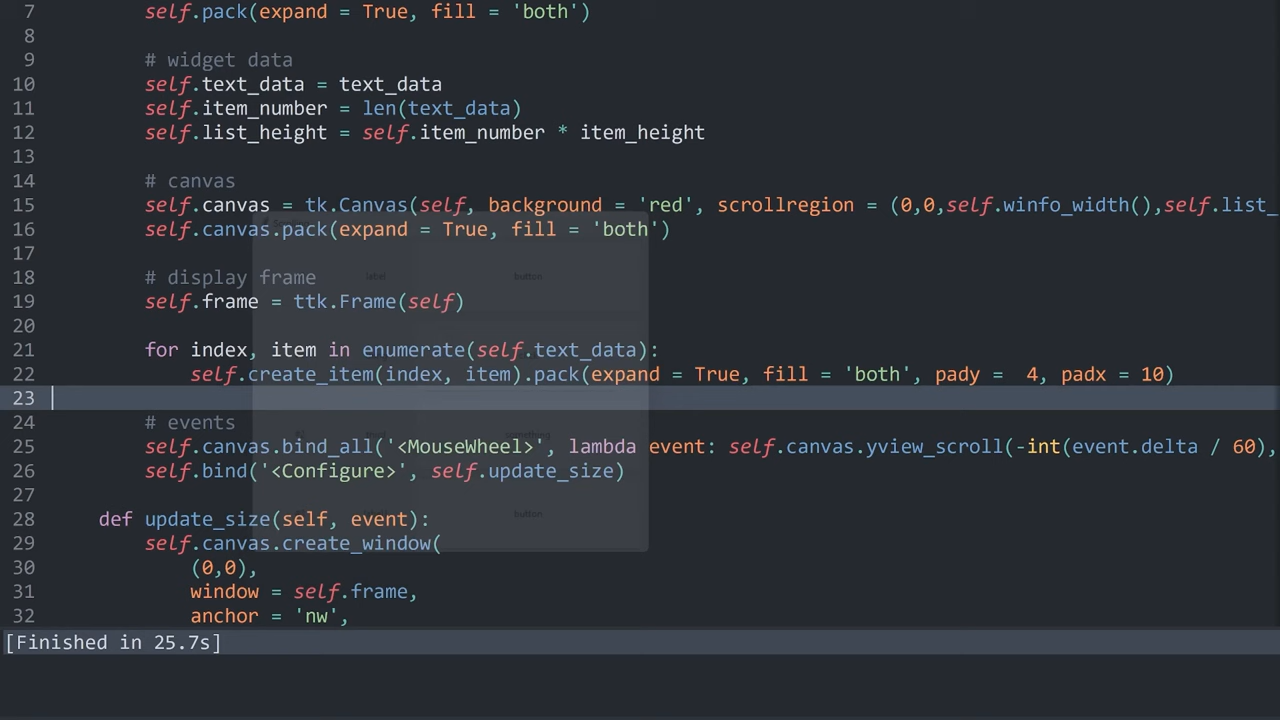 7 self.pack(expand = True, fill = 'both')
8
9 # widget data
10 self.text_data = text_data
11 self.item_number = len(text_data)
12 self.list_height = self.item_number * item_height
13
14 # canvas
15 self.canvas = tk.Canvas(self, background = 'red', scrollregion = (0,0,self.winfo_width(),self.list_
16 self.canvas.pack(expand = True, fill = 'both')
17
18 # display frame
19 self.frame = ttk.Frame(self)
20
21 for index, item in enumerate(self.text_data):
22 self.create_item(index, item).pack(expand = True, fill = 'both', pady =  4, padx = 10)
23
24 # events
25 self.canvas.bind_all('<MouseWheel>', lambda event: self.canvas.yview_scroll(-int(event.delta / 60),
26 self.bind('<Configure>', self.update_size)
27
28 def update_size(self, event):
29 self.canvas.create_window(
30 (0,0),
31 window = self.frame,
32 anchor = 'nw',
[Finished in 25.7s]
label button
button